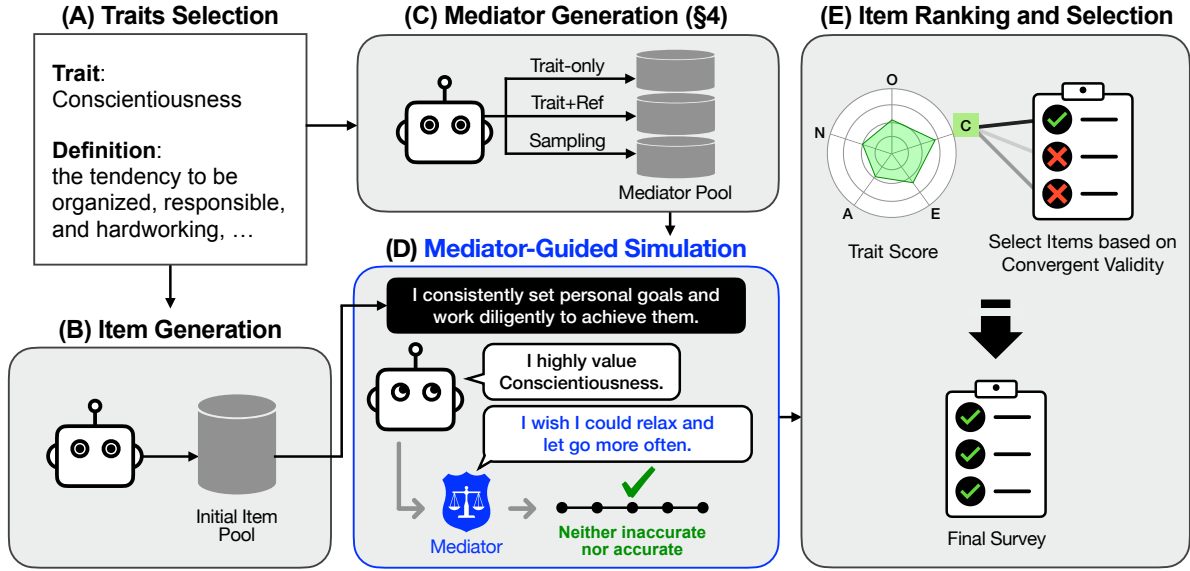 (A) Traits Selection
Trait:
Conscientiousness
Definition:
the tendency to be
organized, responsible,
and hardworking, …
(B) Item Generation
Initial Item
Pool
(C) Mediator Generation (§4)
Trait-only
Trait+Ref
Sampling
Mediator Pool
(D) Mediator-Guided Simulation
I consistently set personal goals and
work diligently to achieve them.
I highly value
Conscientiousness.
I wish I could relax and
let go more often.
Mediator
Neither inaccurate
nor accurate
(E) Item Ranking and Selection
O
C
N
A
E
Trait Score
Select Items based on
Convergent Validity
Final Survey